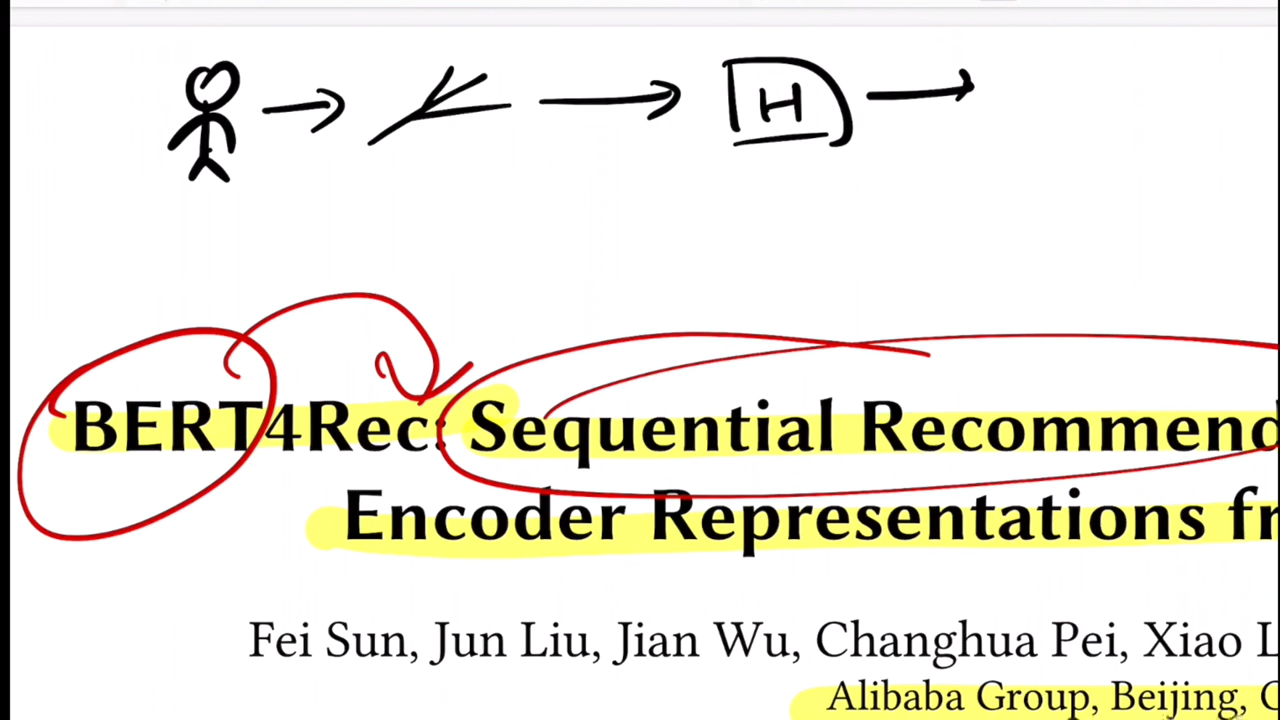 H
BERT4Rec: Sequential Recommend
Encoder Representations fr
Fei Sun, Jun Liu, Jian Wu, Changhua Pei, Xiao L
Alibaba Group, Beijing, C